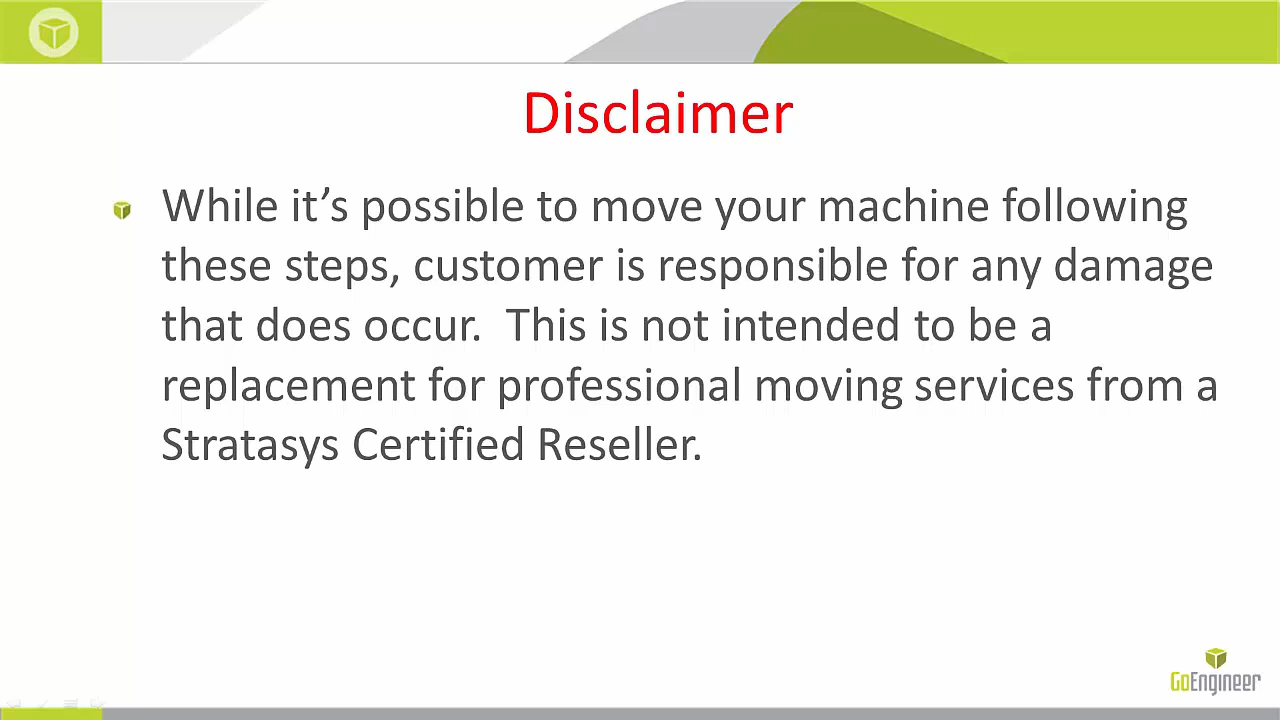 Disclaimer
While it’s possible to move your machine following
these steps, customer is responsible for any damage
that does occur.  This is not intended to be a
replacement for professional moving services from a
Stratasys Certified Reseller.
GoEngineer